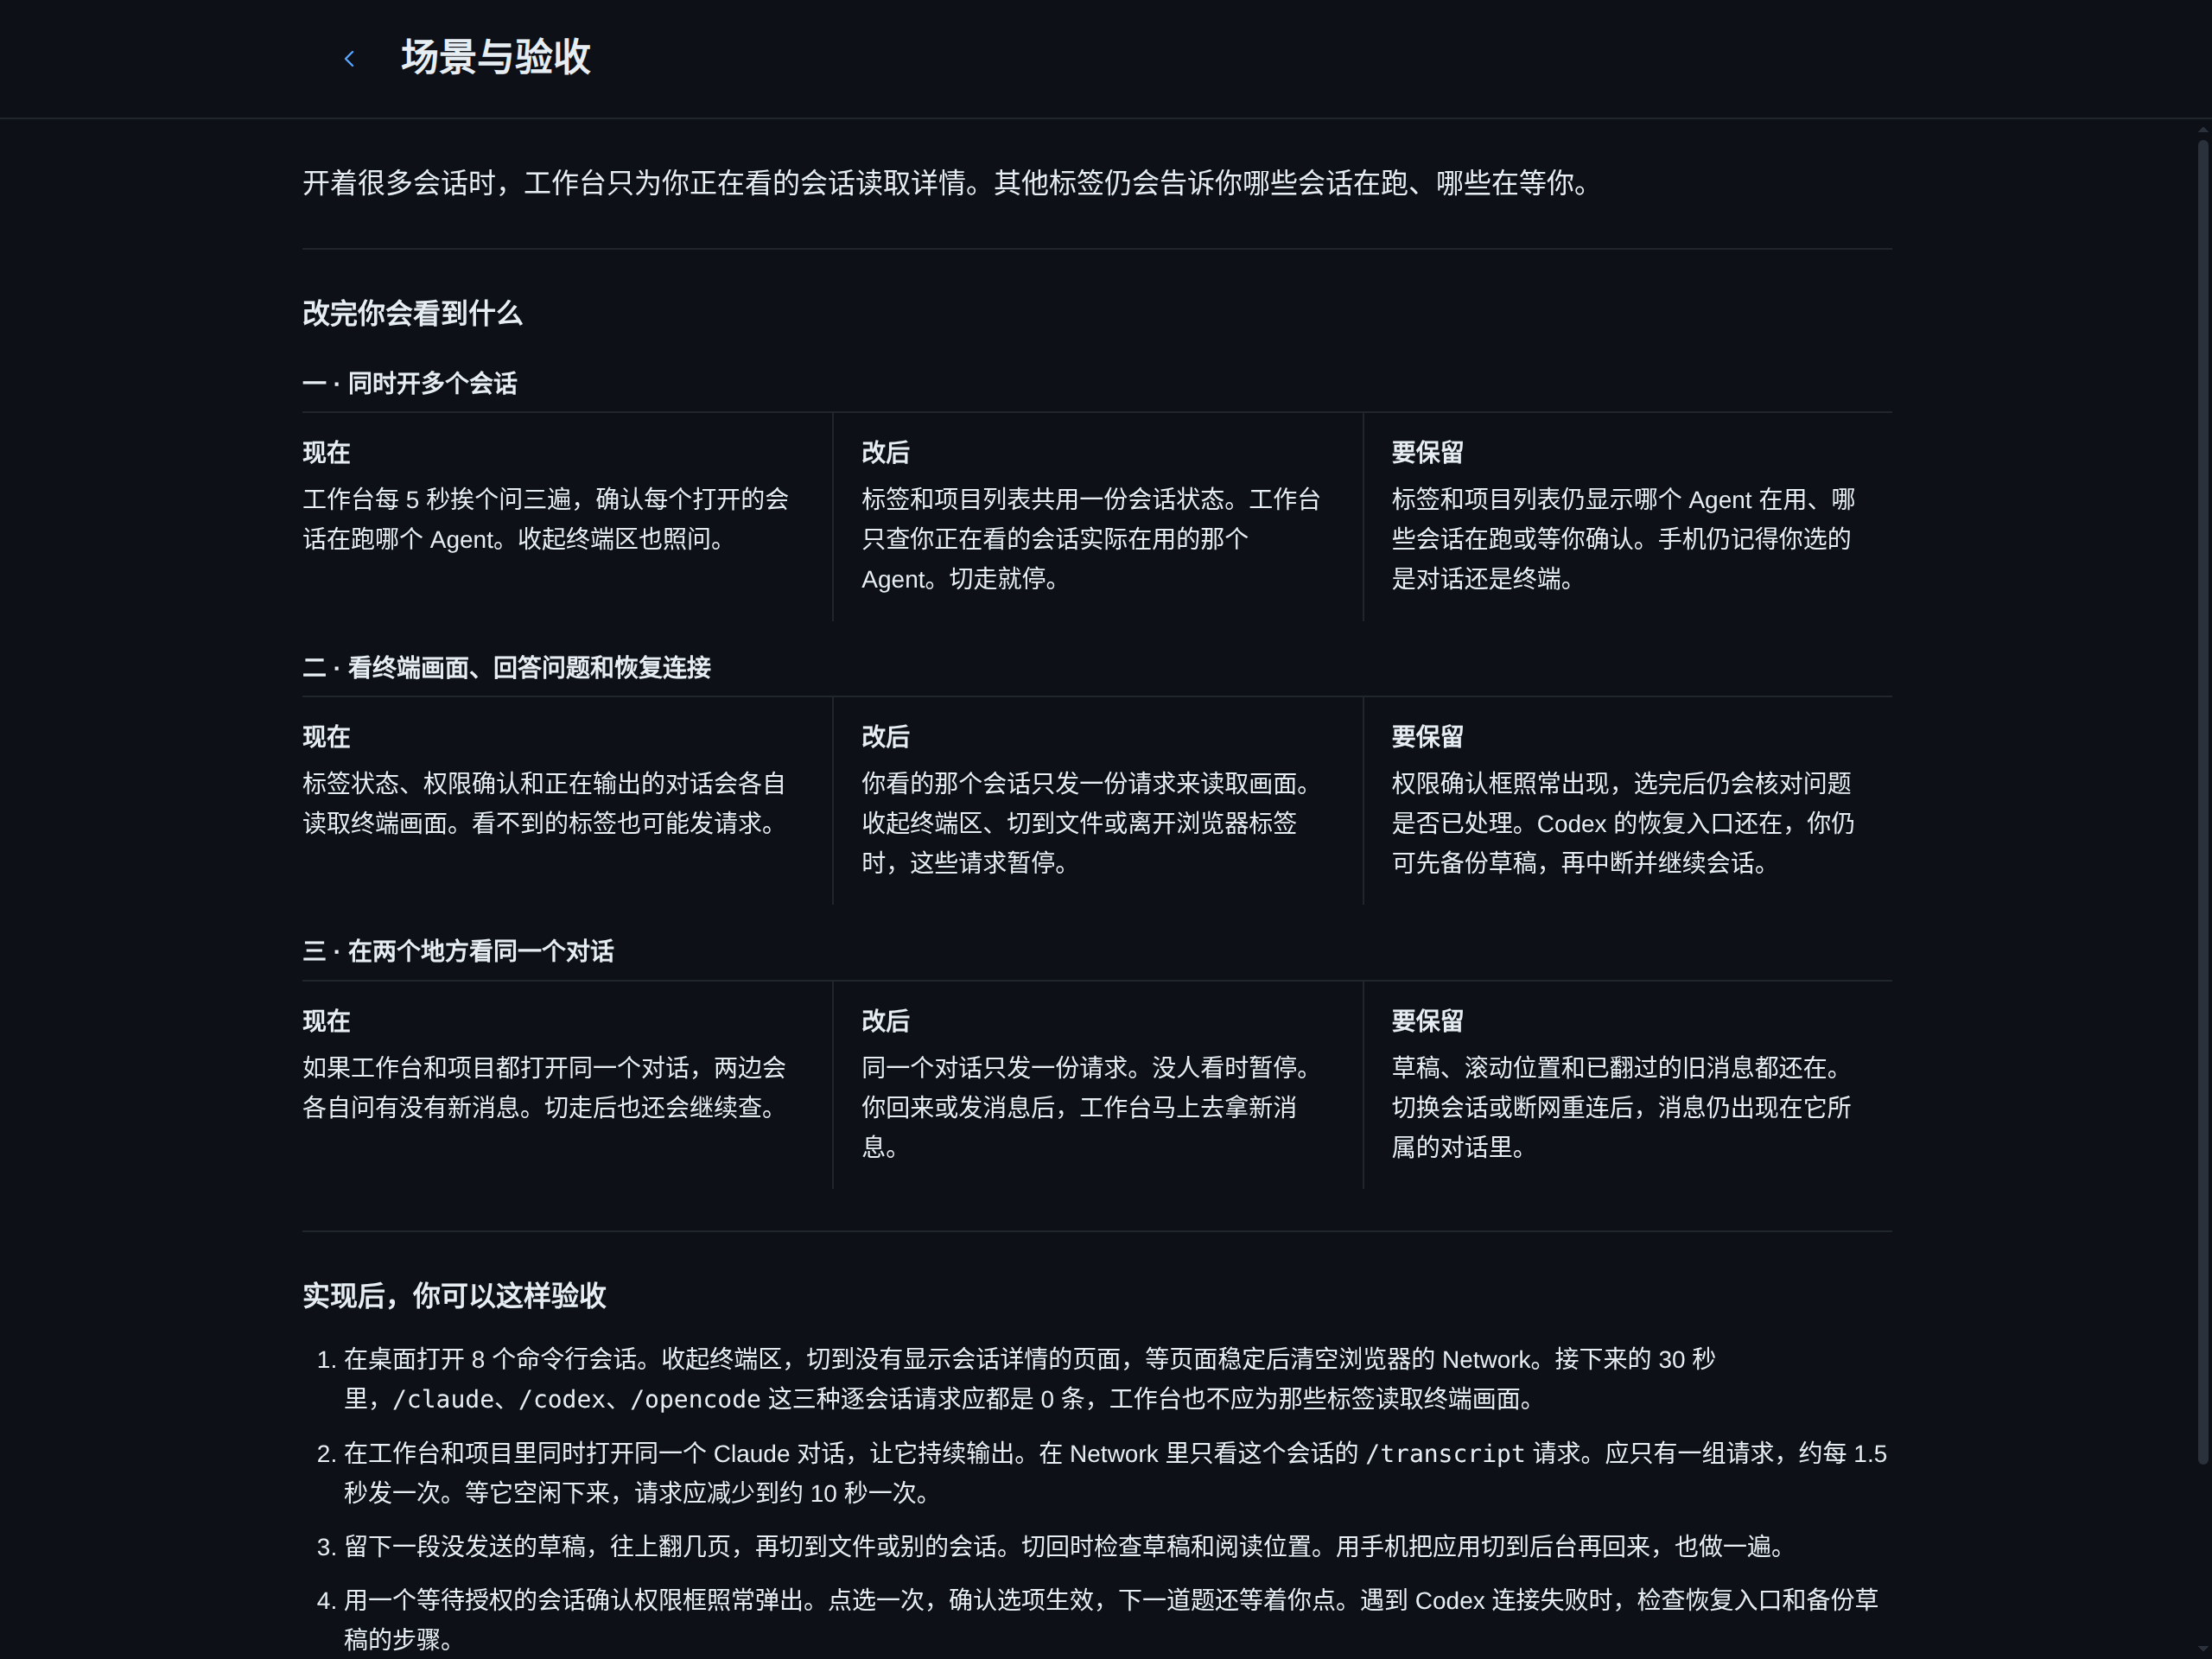 场景与验收
开着很多会话时，工作台只为你正在看的会话读取详情。其他标签仍会告诉你哪些会话在跑、哪些在等你。
改完你会看到什么
一 · 同时开多个会话
现在
工作台每 5 秒挨个问三遍，确认每个打开的会
话在跑哪个 Agent。收起终端区也照问。
改后
标签和项目列表共用一份会话状态。工作台
只查你正在看的会话实际在用的那个
Agent。切走就停。
要保留
标签和项目列表仍显示哪个 Agent 在用、哪
些会话在跑或等你确认。手机仍记得你选的
是对话还是终端。
二 · 看终端画面、回答问题和恢复连接
现在
标签状态、权限确认和正在输出的对话会各自
读取终端画面。看不到的标签也可能发请求。
改后
你看的那个会话只发一份请求来读取画面。
收起终端区、切到文件或离开浏览器标签
时，这些请求暂停。
要保留
权限确认框照常出现，选完后仍会核对问题
是否已处理。Codex 的恢复入口还在，你仍
可先备份草稿，再中断并继续会话。
三 · 在两个地方看同一个对话
现在
如果工作台和项目都打开同一个对话，两边会
各自问有没有新消息。切走后也还会继续查。
改后
同一个对话只发一份请求。没人看时暂停。
你回来或发消息后，工作台马上去拿新消
息。
要保留
草稿、滚动位置和已翻过的旧消息都还在。
切换会话或断网重连后，消息仍出现在它所
属的对话里。
实现后，你可以这样验收
1. 在桌面打开 8 个命令行会话。收起终端区，切到没有显示会话详情的页面，等页面稳定后清空浏览器的 Network。接下来的 30 秒
里，/claude、/codex、/opencode 这三种逐会话请求应都是 0 条，工作台也不应为那些标签读取终端画面。
2. 在工作台和项目里同时打开同一个 Claude 对话，让它持续输出。在 Network 里只看这个会话的 /transcript 请求。应只有一组请求，约每 1.5
秒发一次。等它空闲下来，请求应减少到约 10 秒一次。
3. 留下一段没发送的草稿，往上翻几页，再切到文件或别的会话。切回时检查草稿和阅读位置。用手机把应用切到后台再回来，也做一遍。
4. 用一个等待授权的会话确认权限框照常弹出。点选一次，确认选项生效，下一道题还等着你点。遇到 Codex 连接失败时，检查恢复入口和备份草
稿的步骤。